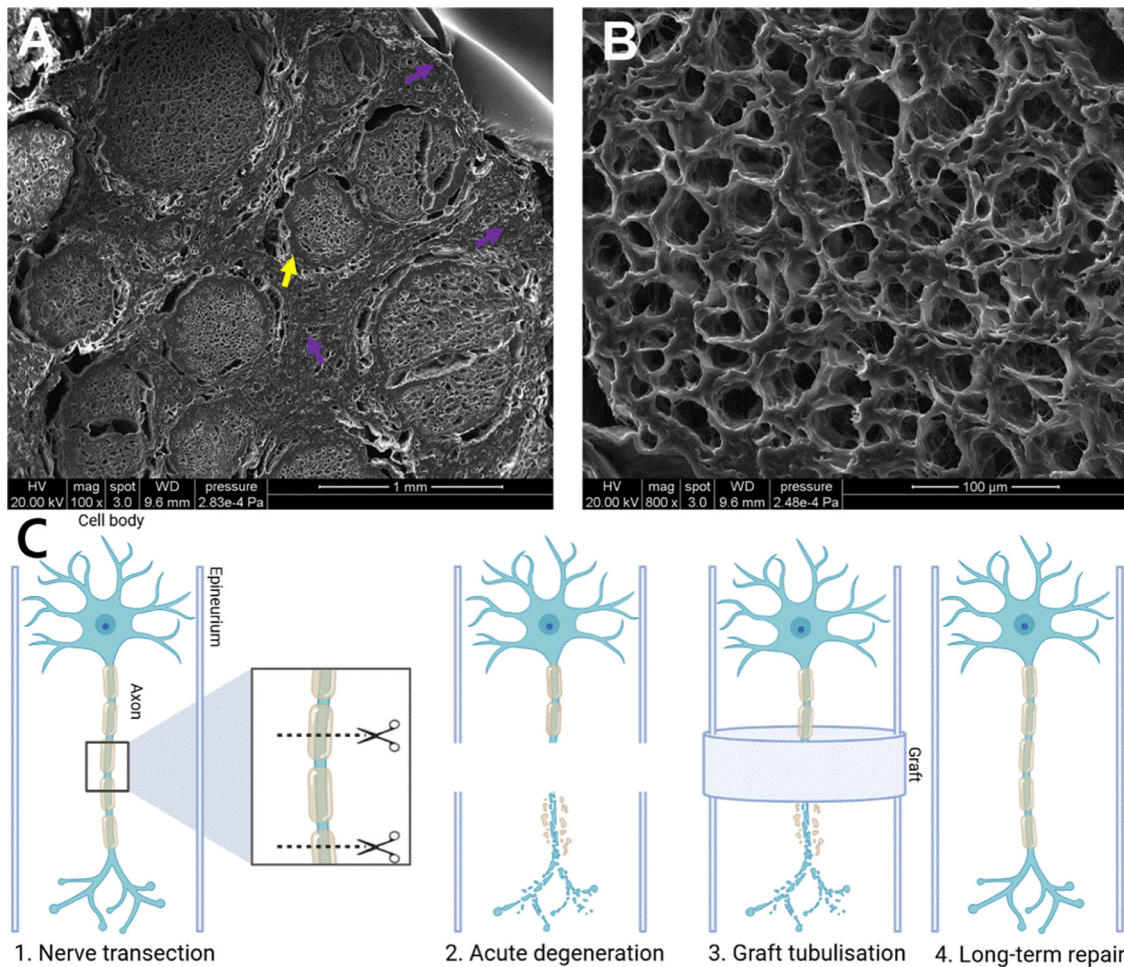 A
B
HV mag spot WD pressure
20.00 kV 100 x 3.0 9.6 mm 2.83e-4 Pa
1 mm
HV mag spot WD pressure
20.00 kV 800 x 3.0 9.6 mm 2.48e-4 Pa
100 µm
C
Cell body
Epineurium
Axon
Graft
1. Nerve transection
2. Acute degeneration
3. Graft tubulisation
4. Long-term repair